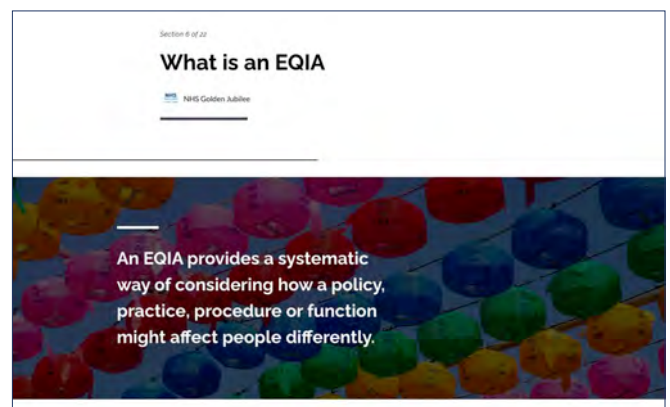 Section 6 of 22
What is an EQIA
NHS Golden Jubilee
An EQIA provides a systematic
way of considering how a policy,
practice, procedure or function
might affect people differently.